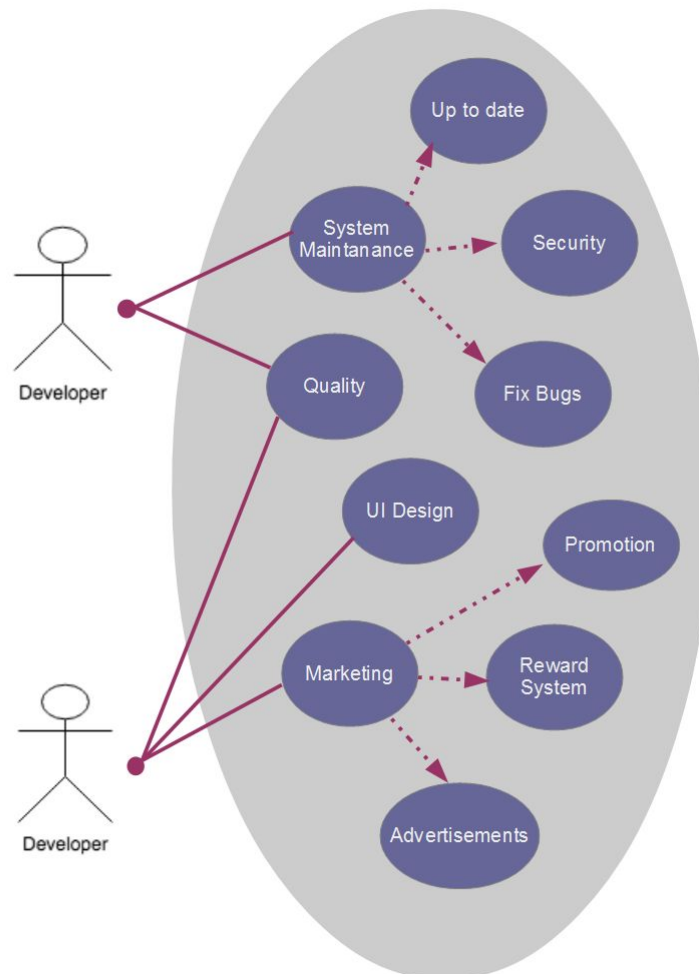 Up to date
System
Maintanance
Security
Developer
Quality
Fix Bugs
UI Design
Promotion
Marketing
Reward
System
Developer
Advertisements